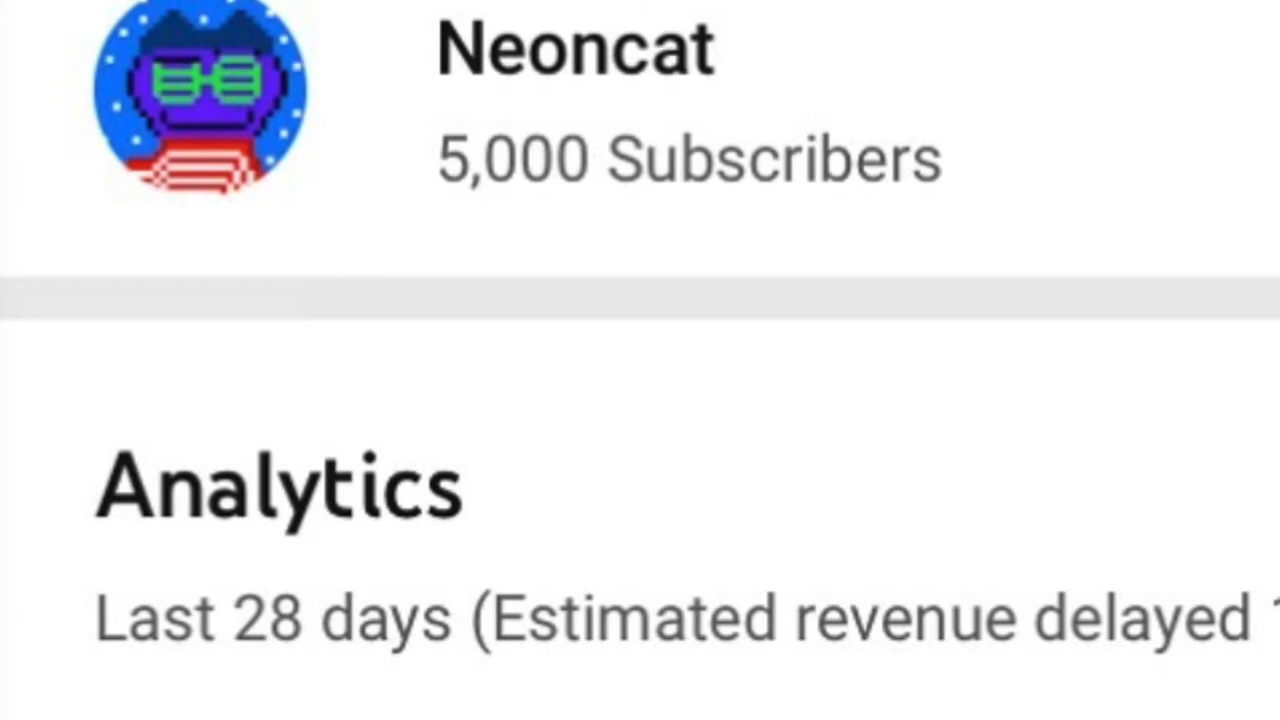 Neoncat
5,000 Subscribers
Analytics
Last 28 days (Estimated revenue delayed